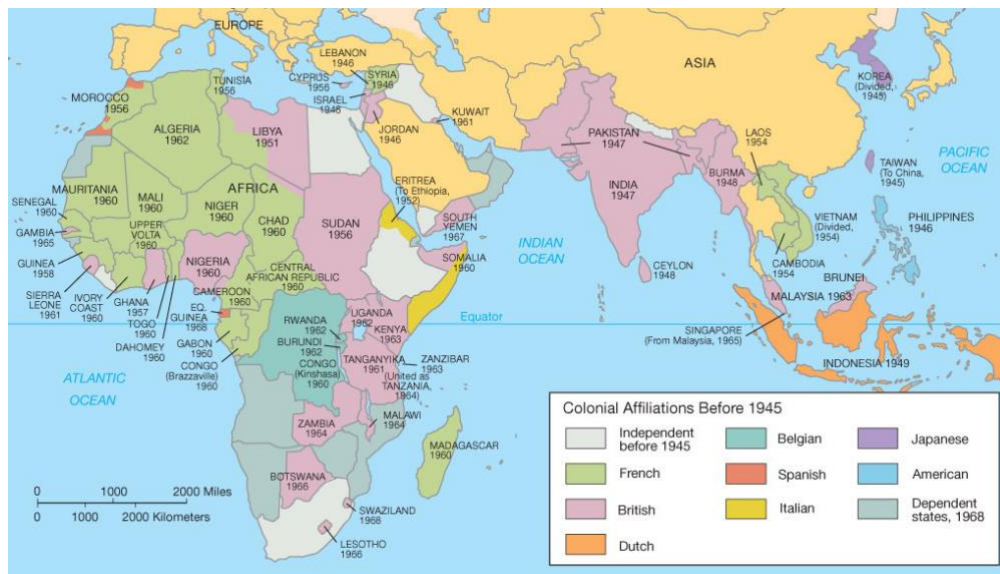 EUROPE
ASIA
LEBANON
1946
CYPRUS
1956
SYRIA
1946
ISRAEL
1946
TUNISIA
1956
MOROCCO
1956
ALGERIA
1962
LIBYA
1951
JORDAN
1946
KUWAIT
1961
KOREA
(Divided,
1945)
PACIFIC
OCEAN
TAIWAN
(To China,
1945)
PAKISTAN
1947
INDIA
1947
BURMA
1948
LAOS
1954
VIETNAM
(Divided,
1954)
CAMBODIA
1954
PHILIPPINES
1946
MAURITANIA
1960
MALI
1960
NIGER
1960
AFRICA
CHAD
1960
SUDAN
1956
ERITREA
(To Ethiopia,
1952)
SOUTH
YEMEN
1967
SOMALIA
1960
SENEGAL
1960
GAMBIA
1965
GUINEA
1958
SIERRA
LEONE
1961
IVORY
COAST
1960
UPPER
VOLTA
1960
GHANA
1957
TOGO
1960
DAHOMEY
1960
NIGERIA
1960
CAMEROON
1960
CENTRAL
AFRICAN REPUBLIC
1960
EQ.
GUINEA
1968
GABON
1960
CONGO
(Brazzaville)
1960
RWANDA
1962
BURUNDI
1962
CONGO
(Kinshasa)
1960
UGANDA
1962
KENYA
1963
TANGANYIKA
1961
(United as
TANZANIA,
1964)
ZANZIBAR
1963
INDIAN
OCEAN
CEYLON
1948
BRUNEI
MALAYSIA 1963
SINGAPORE
(From Malaysia, 1965)
INDONESIA 1949
Equator
ATLANTIC
OCEAN
ZAMBIA
1964
MALAWI
1964
MADAGASCAR
1960
BOTSWANA
1966
SWAZILAND
1968
LESOTHO
1966
0 1000 2000 Miles
0 1000 2000 Kilometers
Colonial Affiliations Before 1945
Independent
before 1945
French
British
Dutch
Belgian
Spanish
Italian
Japanese
American
Dependent
states, 1968